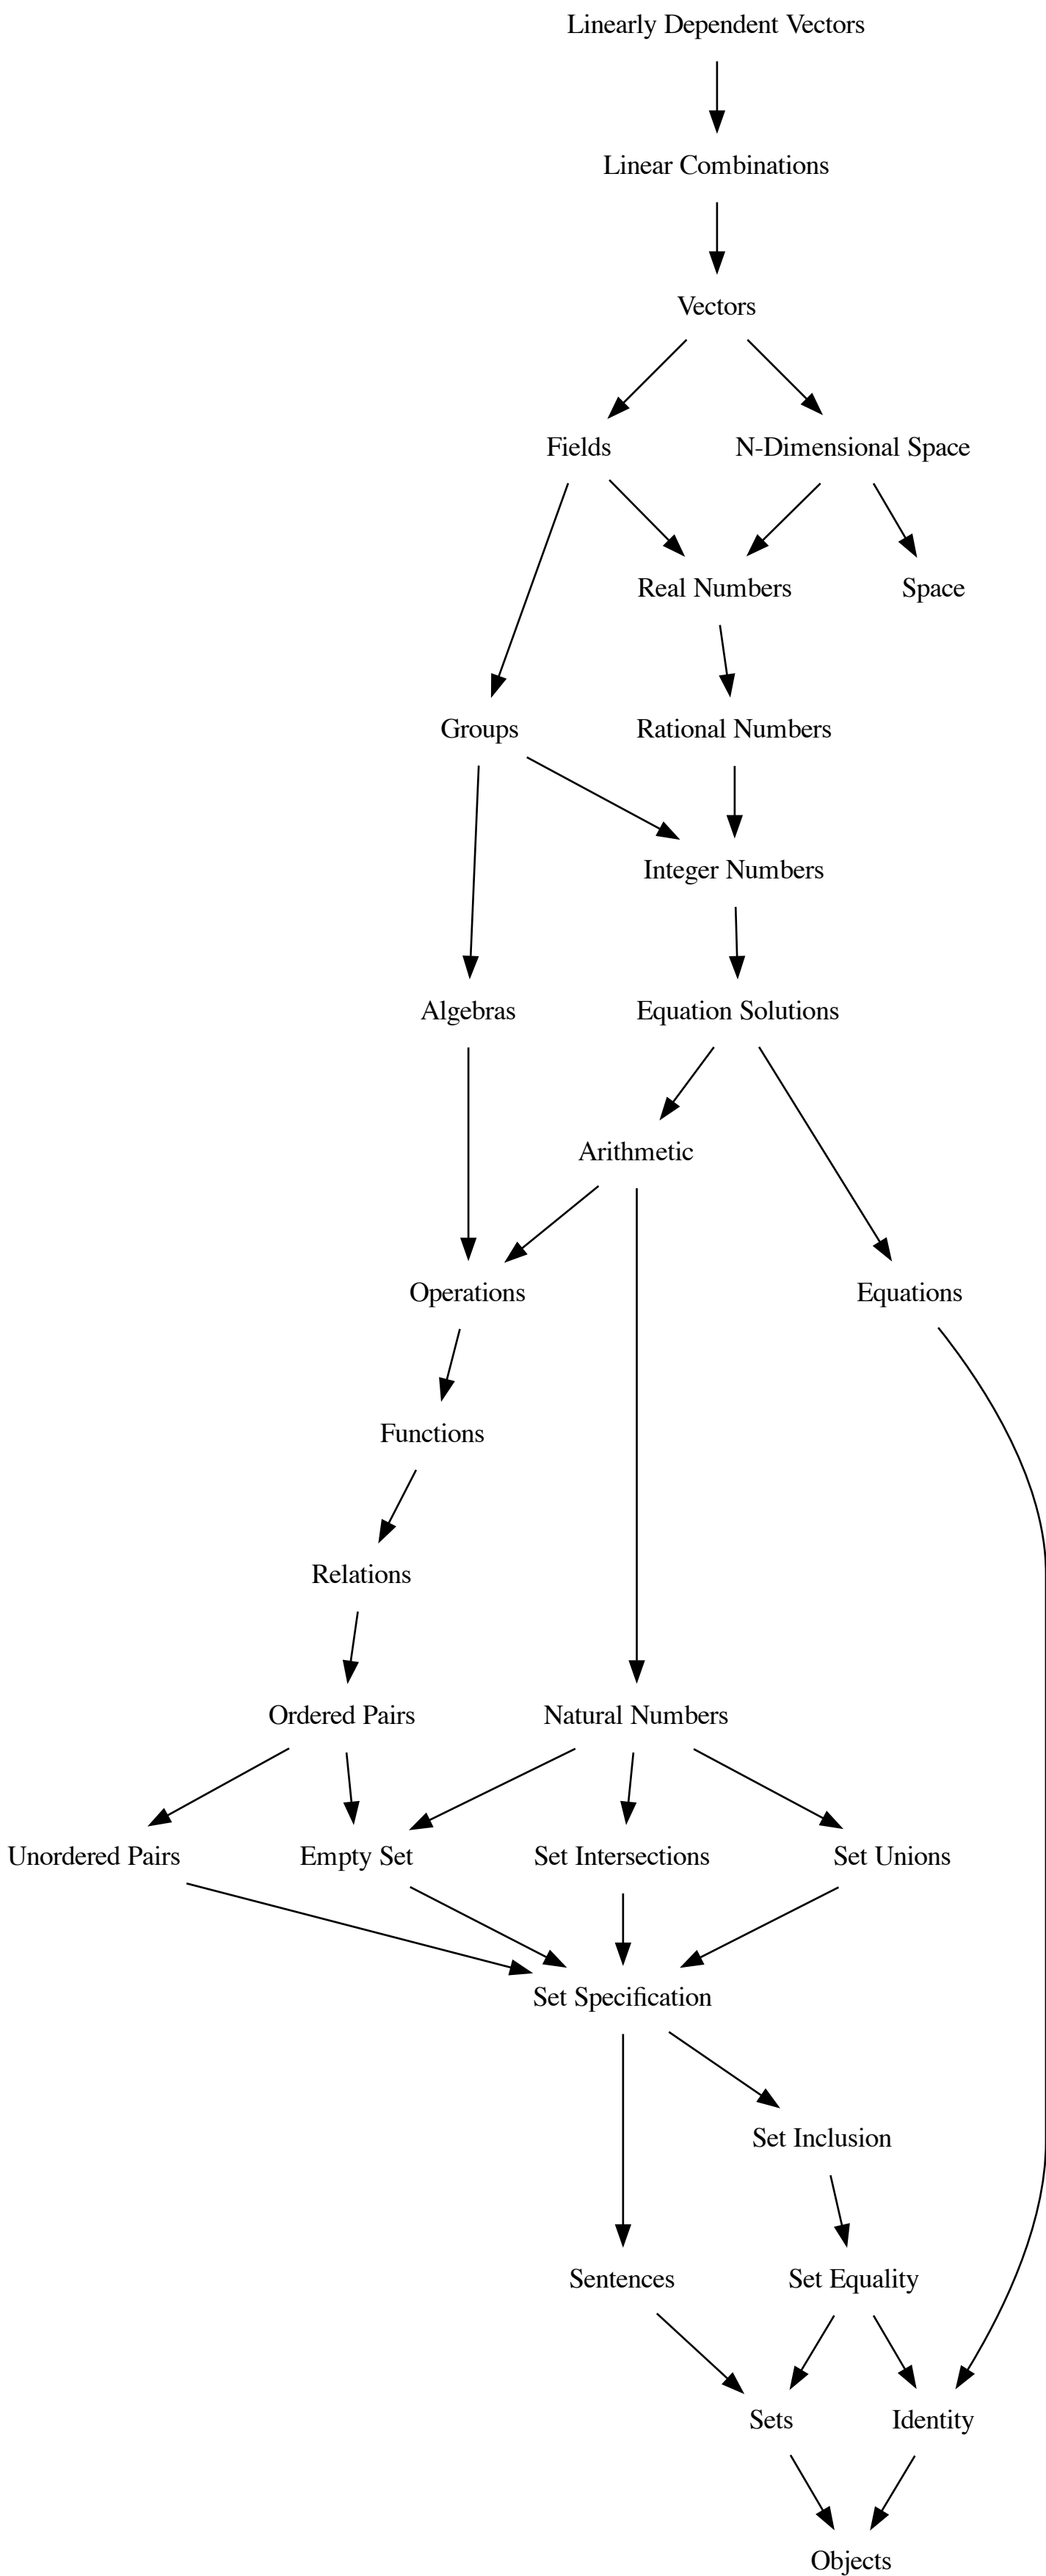 Linearly Dependent Vectors
Linear Combinations
Vectors
Fields
N-Dimensional Space
Real Numbers
Space
Groups
Rational Numbers
Integer Numbers
Algebras
Equation Solutions
Arithmetic
Operations
Equations
Functions
Relations
Ordered Pairs
Natural Numbers
Unordered Pairs
Empty Set
Set Intersections
Set Unions
Set Specification
Set Inclusion
Sentences
Set Equality
Sets
Identity
Objects